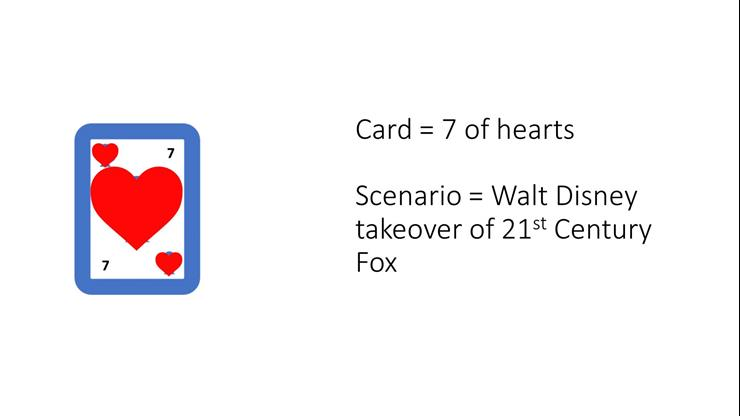 7
7
Card = 7 of hearts
Scenario = Walt Disney
takeover of 21st Century
Fox